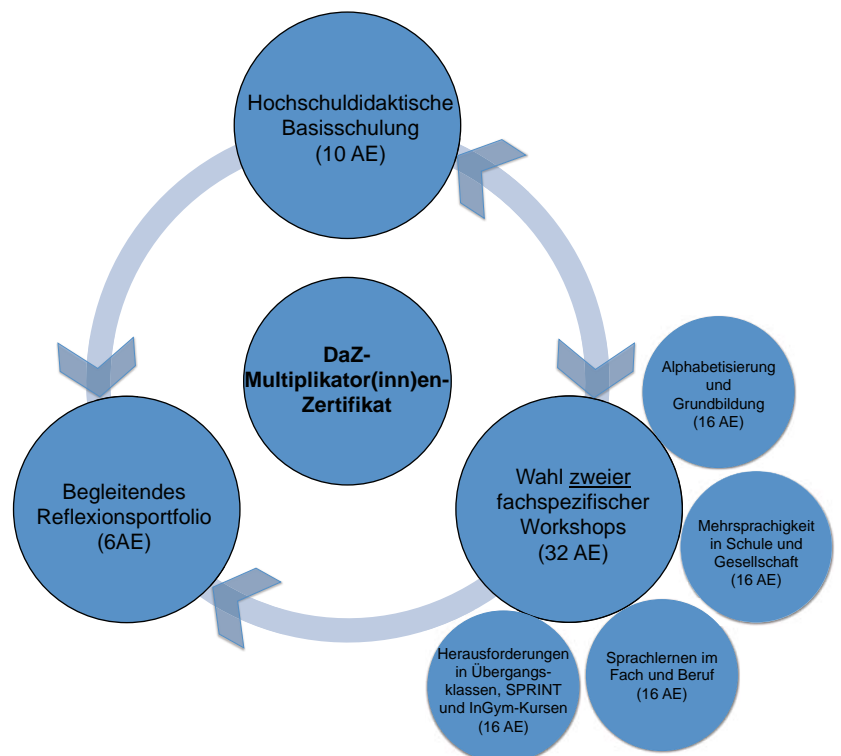 Hochschuldidaktische
Basisschulung
(10 AE)
DaZ-
Multiplikator(inn)en-
Zertifikat
Begleitendes
Reflexionsportfolio
(6AE)
Wahl zweier
fachspezifischer
Workshops
(32 AE)
Alphabetisierung
und
Grundbildung
(16 AE)
Mehrsprachigkeit
in Schule und
Gesellschaft
(16 AE)
Sprachlernen im
Fach und Beruf
(16 AE)
Herausforderungen
in Übergangs-
klassen, SPRINT
und InGym-Kursen
(16 AE)